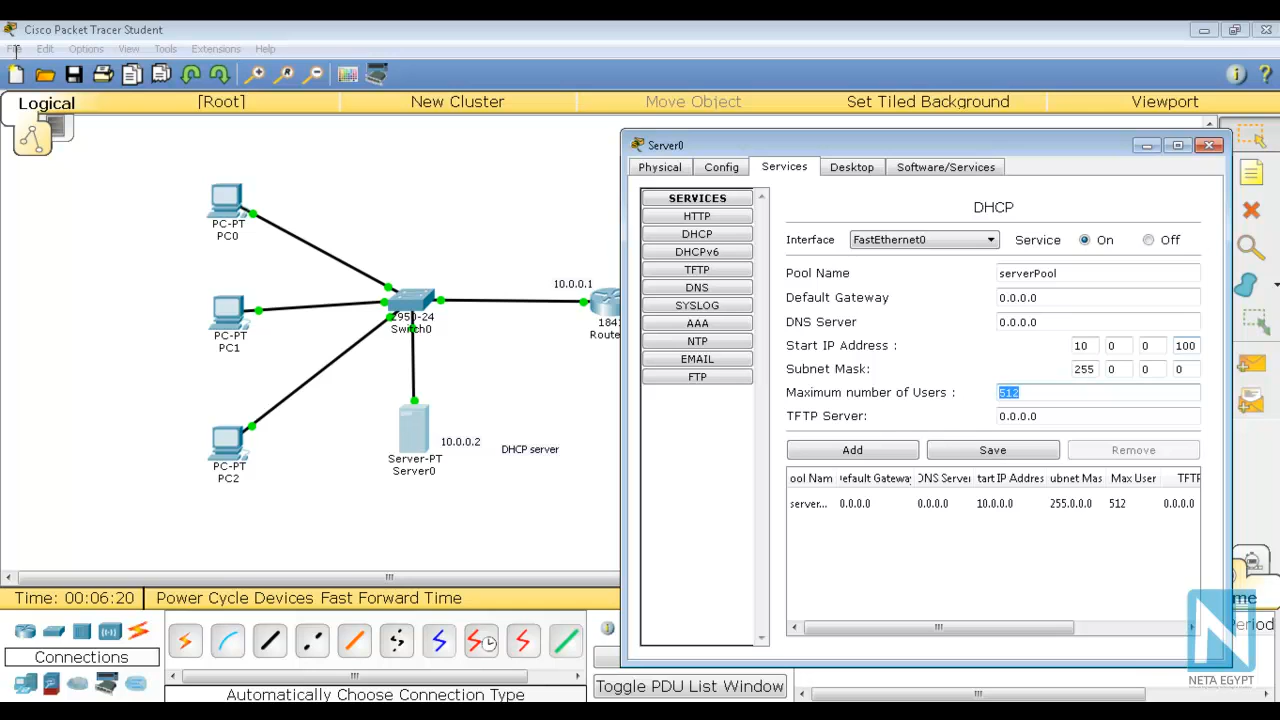 Cisco Packet Tracer Student
File Edit Options View Tools Extensions Help
Logical
[Root]
New Cluster
Move Object
Set Tiled Background
Viewport
PC-PT
PC0
PC-PT
PC1
PC-PT
PC2
2950-24
Switch0
10.0.0.1
184
Route
Server-PT
Server0
10.0.0.2
DHCP server
Server0
Physical Config Services Desktop Software/Services
SERVICES
HTTP
DHCP
DHCPv6
TFTP
DNS
SYSLOG
AAA
NTP
EMAIL
FTP
DHCP
Interface FastEthernet0 Service On Off
Pool Name serverPool
Default Gateway 0.0.0.0
DNS Server 0.0.0.0
Start IP Address : 10 0 0 100
Subnet Mask: 255 0 0 0
Maximum number of Users : 512
TFTP Server: 0.0.0.0
Add Save Remove
ool Nam efault Gateway DNS Server tart IP Addres ubnet Mas Max User TFTP
server... 0.0.0.0 0.0.0.0 10.0.0.0 255.0.0.0 512 0.0.0.0
Time: 00:06:20 Power Cycle Devices Fast Forward Time
me
Period
Connections
Automatically Choose Connection Type
Toggle PDU List Window
NETA EGYPT